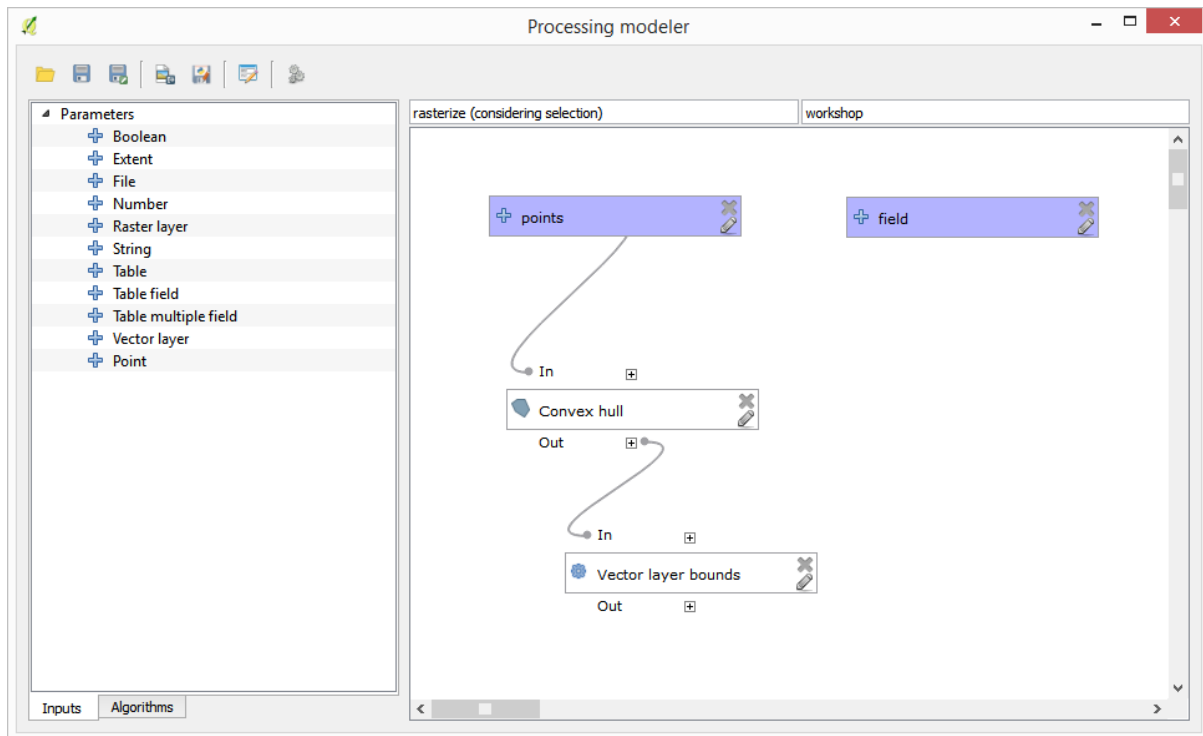 Processing modeler
Parameters
Boolean
Extent
File
Number
Raster layer
String
Table
Table field
Table multiple field
Vector layer
Point
Inputs
Algorithms
rasterize (considering selection)
workshop
points
field
In
Convex hull
Out
In
Vector layer bounds
Out